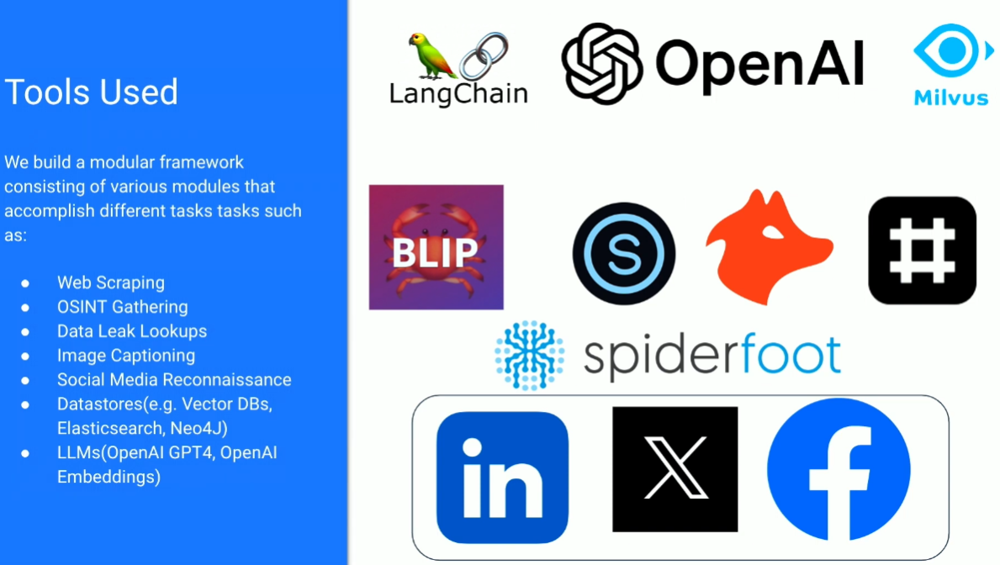 Tools Used
We build a modular framework
consisting of various modules that
accomplish different tasks tasks such
as:
● Web Scraping
● OSINT Gathering
● Data Leak Lookups
● Image Captioning
● Social Media Reconnaissance
● Datastores(e.g. Vector DBs,
Elasticsearch, Neo4J)
● LLMs(OpenAI GPT4, OpenAI
Embeddings)
LangChain
OpenAI
Milvus
BLIP
S
#
spiderfoot
in
X
f